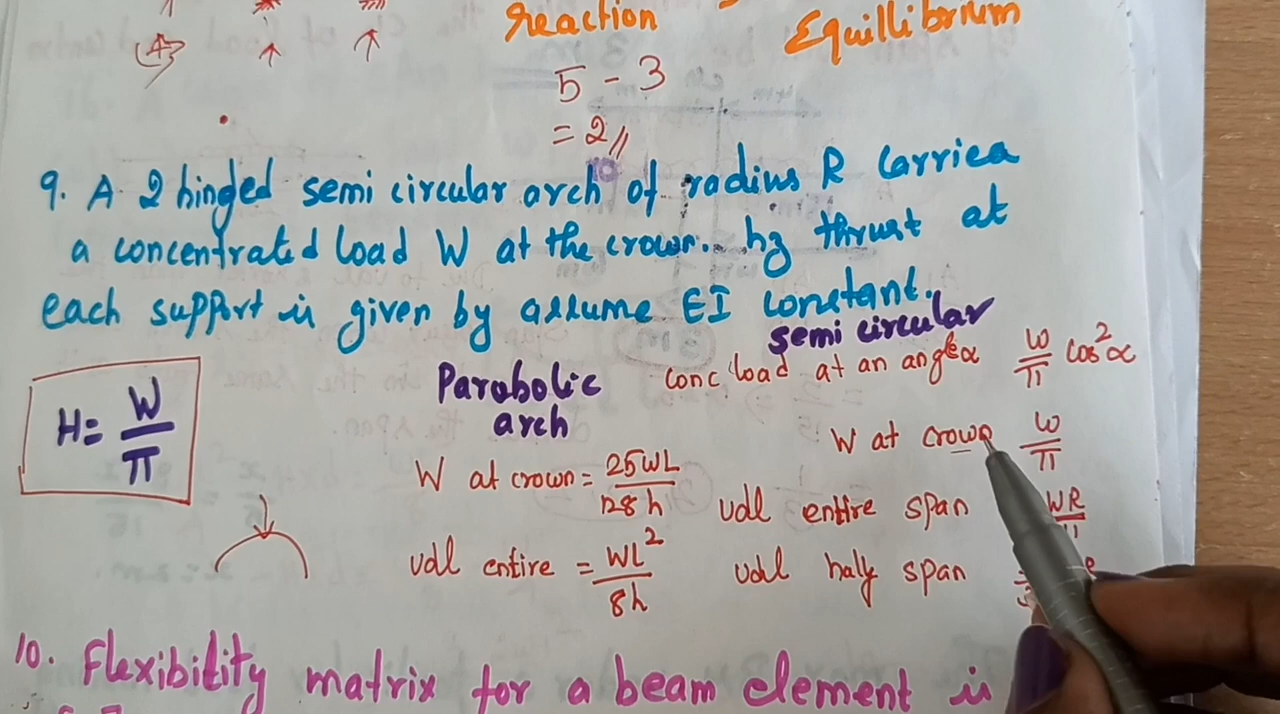 reaction
Equillibrium
5 - 3
= 2//
9. A 2 hinged semi circular arch of radius R Carries
a concentrated load W at the crown. hz thrust at
each support is given by assume EI constant.
H = W/π
Parabolic
arch
W at crown = 25WL/128h
udl entire = WL²/8h
semi circular
conc load at an angle α W/π cos²α
W at crown W/π
udl entire span
udl half span
10. Flexibility matrix for a beam element is